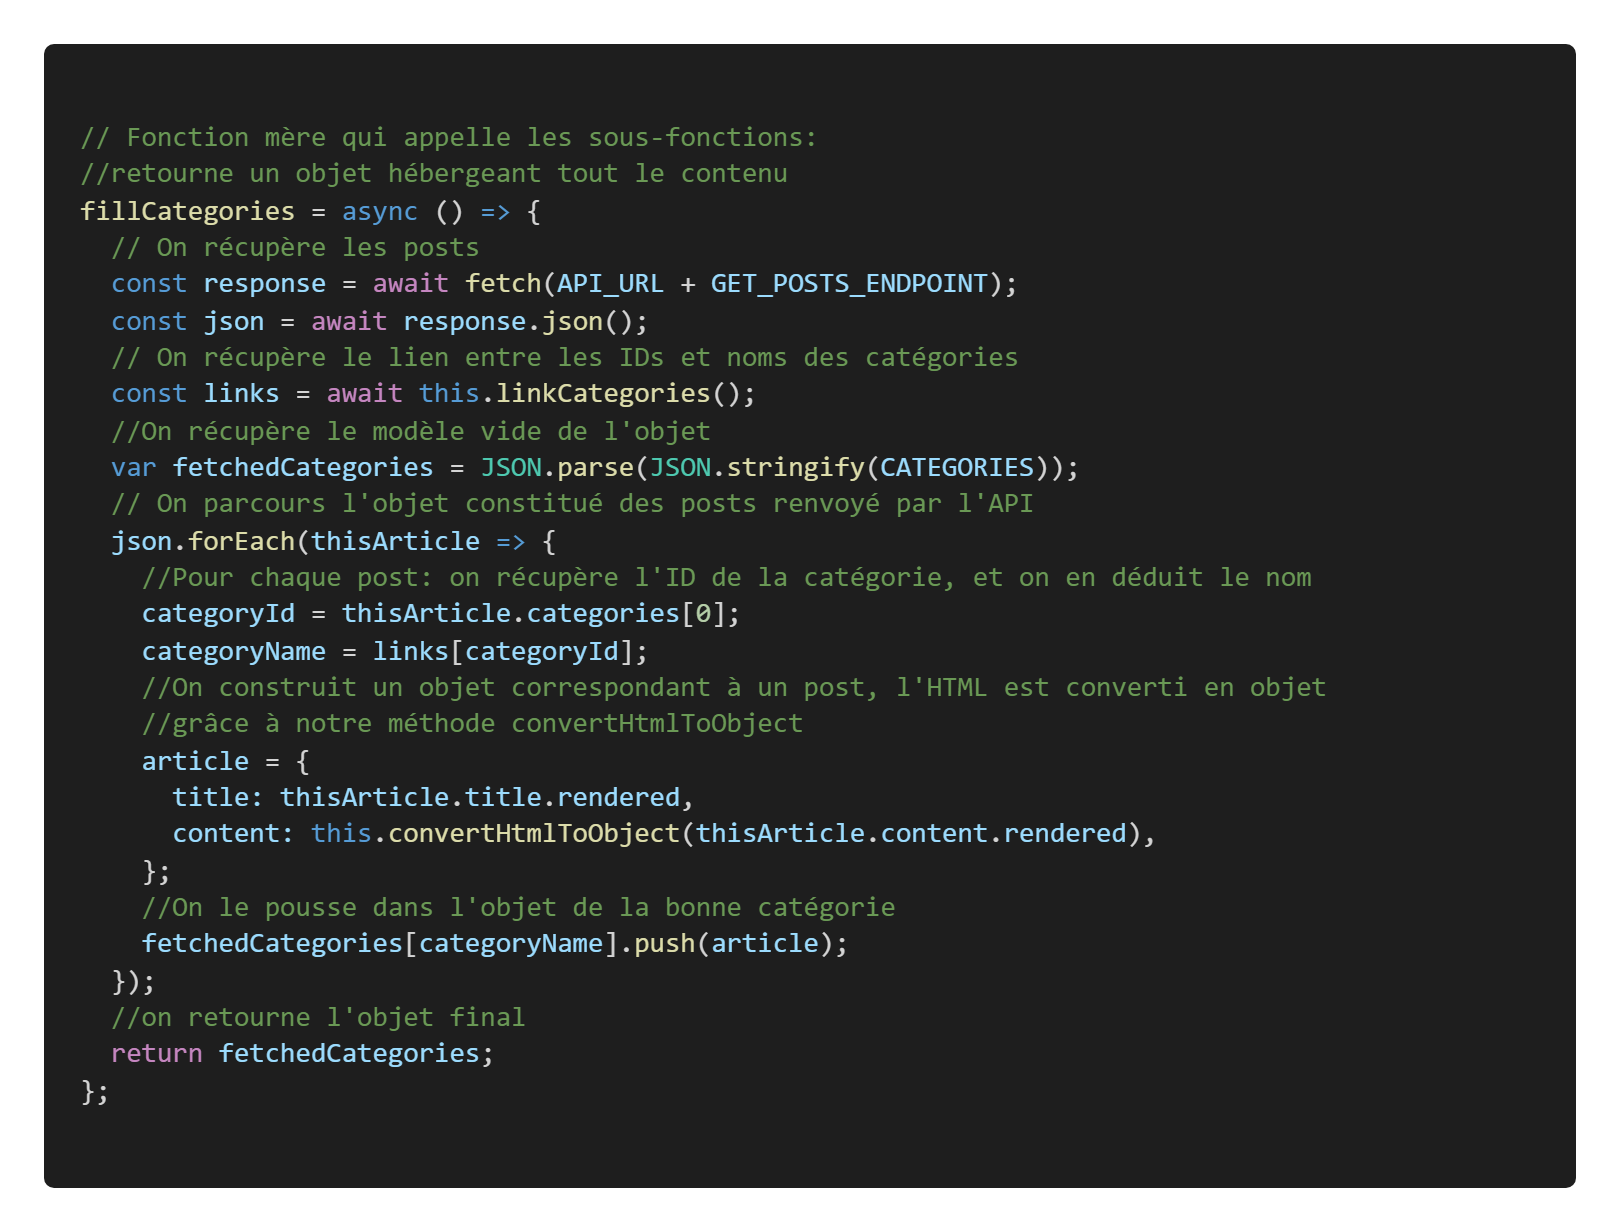 // Fonction mère qui appelle les sous-fonctions:
//retourne un objet hébergeant tout le contenu
fillCategories = async () => {
  // On récupère les posts
  const response = await fetch(API_URL + GET_POSTS_ENDPOINT);
  const json = await response.json();
  // On récupère le lien entre les IDs et noms des catégories
  const links = await this.linkCategories();
  //On récupère le modèle vide de l'objet
  var fetchedCategories = JSON.parse(JSON.stringify(CATEGORIES));
  // On parcours l'objet constitué des posts renvoyé par l'API
  json.forEach(thisArticle => {
    //Pour chaque post: on récupère l'ID de la catégorie, et on en déduit le nom
    categoryId = thisArticle.categories[0];
    categoryName = links[categoryId];
    //On construit un objet correspondant à un post, l'HTML est converti en objet
    //grâce à notre méthode convertHtmlToObject
    article = {
      title: thisArticle.title.rendered,
      content: this.convertHtmlToObject(thisArticle.content.rendered),
    };
    //On le pousse dans l'objet de la bonne catégorie
    fetchedCategories[categoryName].push(article);
  });
  //on retourne l'objet final
  return fetchedCategories;
};